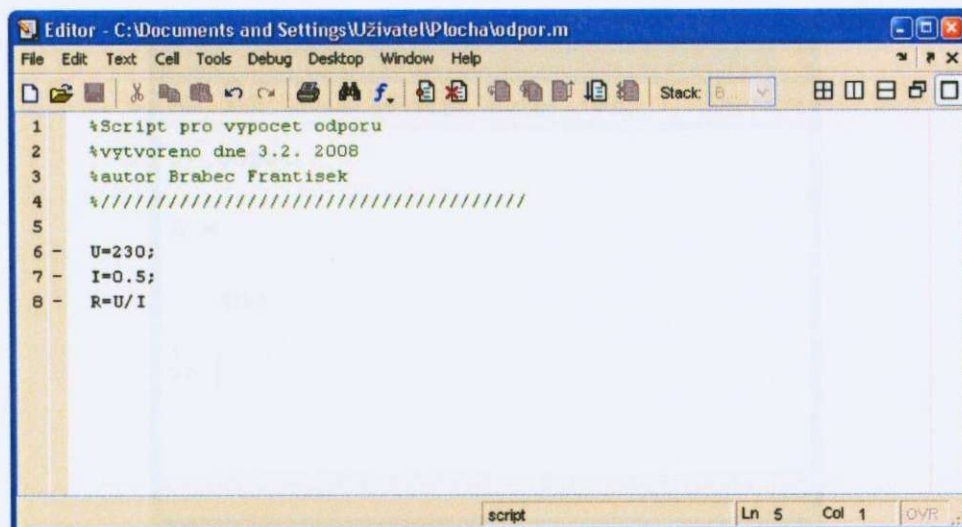 Editor - C:\Documents and Settings\Uživatel\Plocha\odpor.m
File Edit Text Cell Tools Debug Desktop Window Help
Stack: B...
1 %Script pro vypocet odporu
2 %vytvoreno dne 3.2. 2008
3 %autor Brabec Frantisek
4 %//////////////////////////////////////
5
6 - U=230;
7 - I=0.5;
8 - R=U/I
script Ln 5 Col 1 OVR